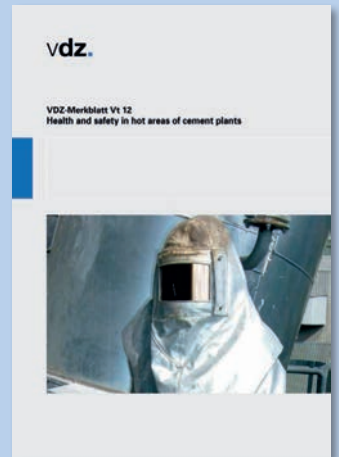 vdz.
VDZ-Merkblatt Vt 12
Health and safety in hot areas of cement plants